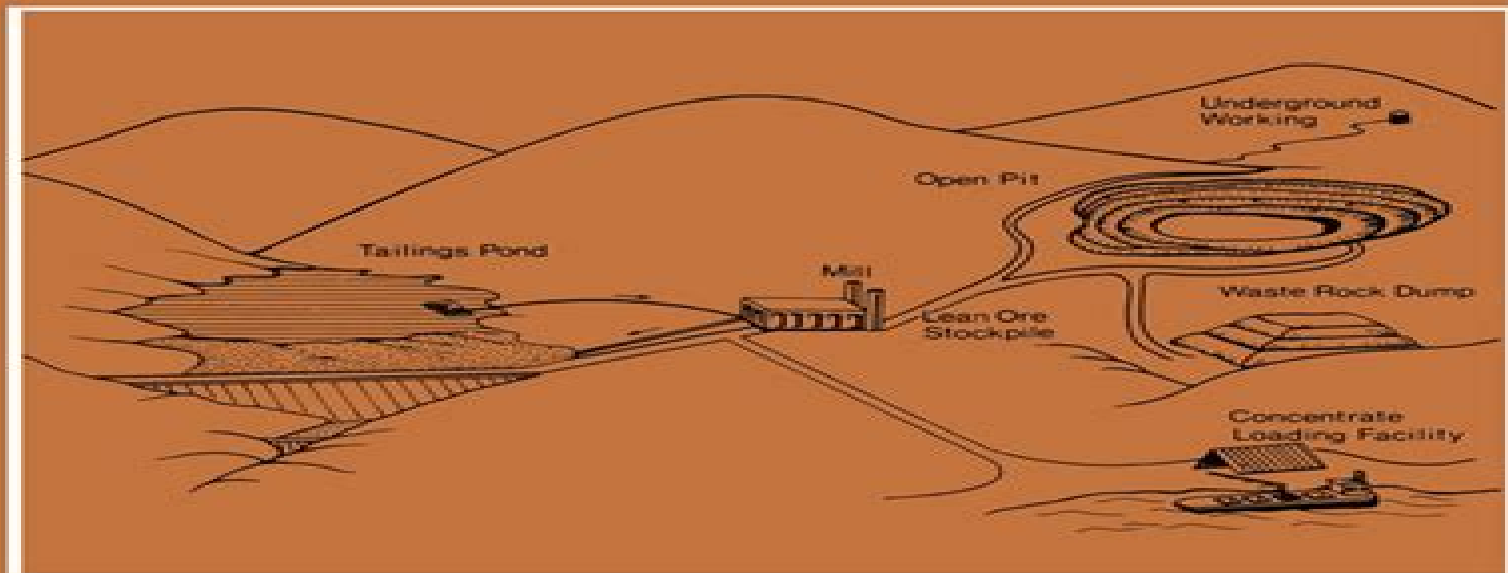 Underground
Working
Open Pit
Tailings Pond
Mill
Waste Rock Dump
Lean Ore
Stockpile
Concentrate
Loading Facility